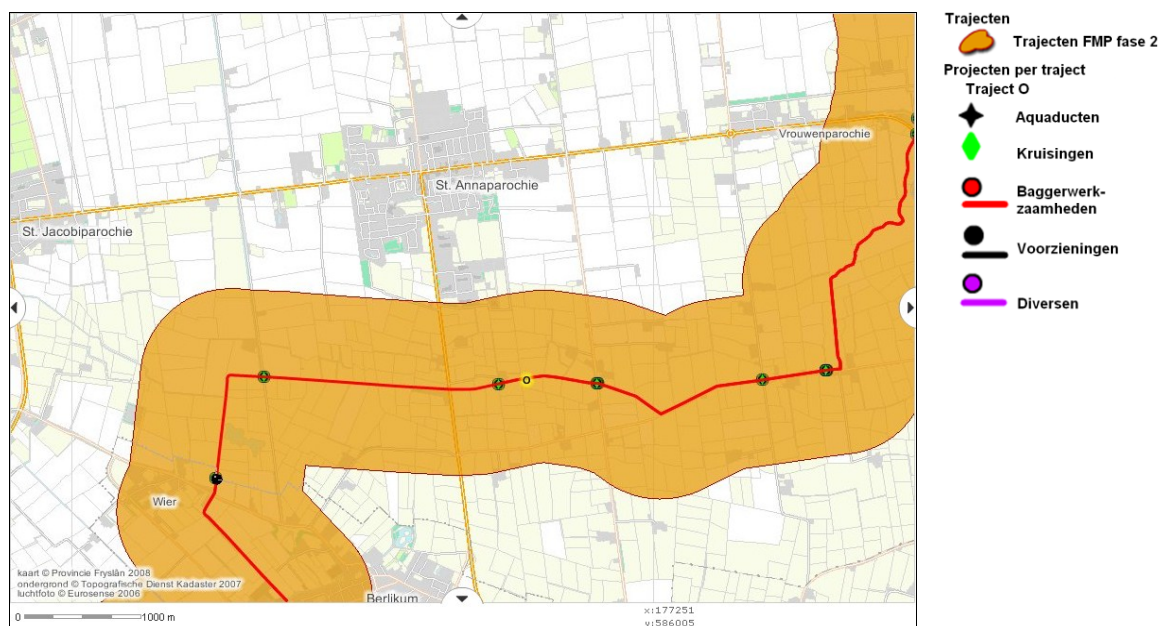 Vrouwenparochie
St. Annaparochie
St. Jacobiparochie
O
Wier
Berlikum
kaart © Provincie Fryslân 2008
ondergrond © Topografische Dienst Kadaster 2007
luchtfoto © Eurosense 2006
0 1000 m
x:177251
y:586005
Trajecten
Trajecten FMP fase 2
Projecten per traject
Traject O
Aquaducten
Kruisingen
Baggerwerk-
zaamheden
Voorzieningen
Diversen